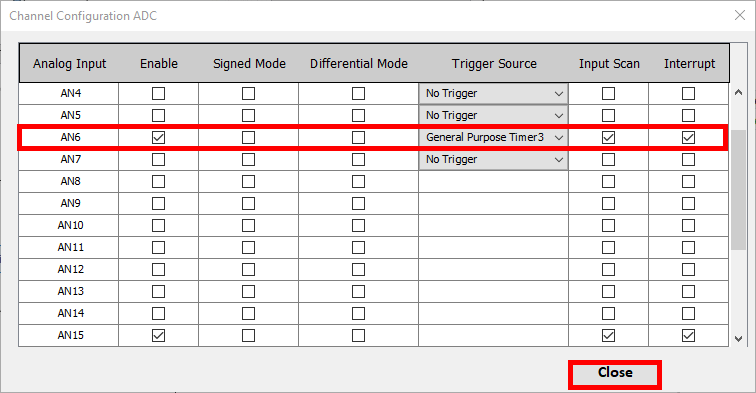 Channel Configuration ADC
Analog Input Enable Signed Mode Differential Mode Trigger Source Input Scan Interrupt
AN4 No Trigger
AN5 No Trigger
AN6 General Purpose Timer3
AN7 No Trigger
AN8
AN9
AN10
AN11
AN12
AN13
AN14
AN15
Close